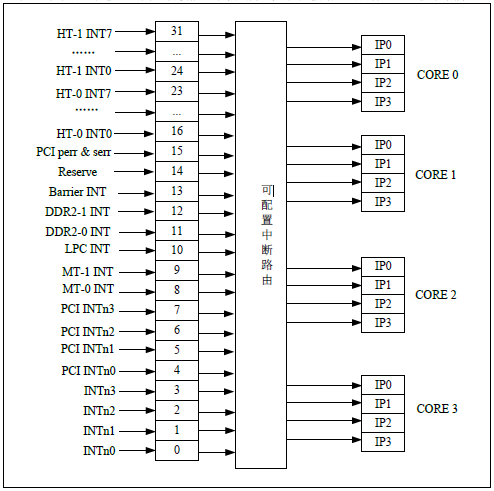 HT-1 INT7 31
...... ...
HT-1 INT0 24
HT-0 INT7 23
...... ...
HT-0 INT0 16
PCI perr & serr 15
Reserve 14
Barrier INT 13
DDR2-1 INT 12
DDR2-0 INT 11
LPC INT 10
MT-1 INT 9
MT-0 INT 8
PCI INTn3 7
PCI INTn2 6
PCI INTn1 5
PCI INTn0 4
INTn3 3
INTn2 2
INTn1 1
INTn0 0
可
配
置
中
断
路
由
IP0
IP1
IP2
IP3
CORE 0
IP0
IP1
IP2
IP3
CORE 1
IP0
IP1
IP2
IP3
CORE 2
IP0
IP1
IP2
IP3
CORE 3